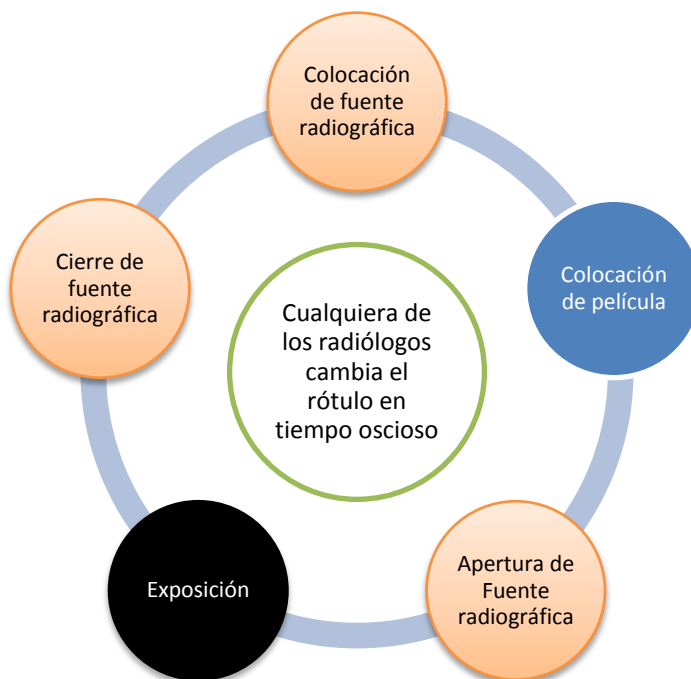 Colocación
de fuente
radiográfica
Colocación
de película
Apertura de
Fuente
radiográfica
Exposición
Cierre de
fuente
radiográfica
Cualquiera de
los radiólogos
cambia el
rótulo en
tiempo oscioso